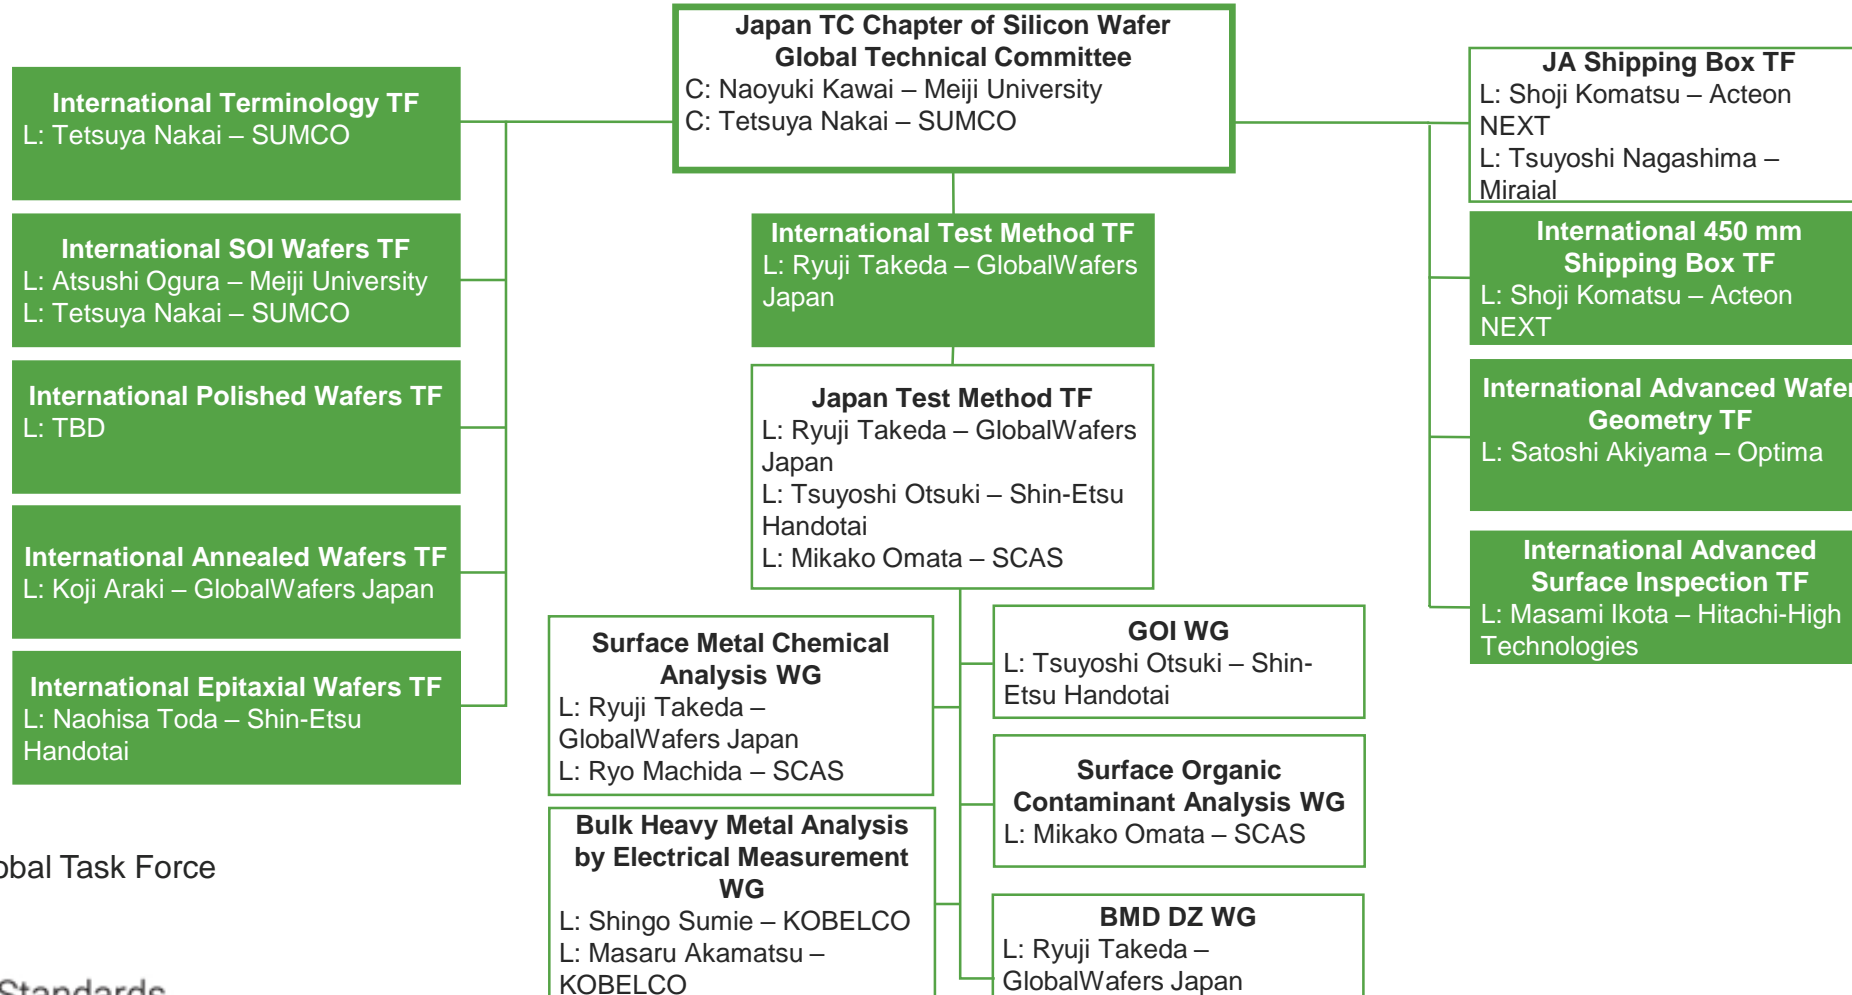 Japan TC Chapter of Silicon Wafer
Global Technical Committee
C: Naoyuki Kawai – Meiji University
C: Tetsuya Nakai – SUMCO
International Terminology TF
L: Tetsuya Nakai – SUMCO
International SOI Wafers TF
L: Atsushi Ogura – Meiji University
L: Tetsuya Nakai – SUMCO
International Polished Wafers TF
L: TBD
International Annealed Wafers TF
L: Koji Araki – GlobalWafers Japan
International Epitaxial Wafers TF
L: Naohisa Toda – Shin-Etsu
Handotai
International Test Method TF
L: Ryuji Takeda – GlobalWafers
Japan
Japan Test Method TF
L: Ryuji Takeda – GlobalWafers
Japan
L: Tsuyoshi Otsuki – Shin-Etsu
Handotai
L: Mikako Omata – SCAS
Surface Metal Chemical
Analysis WG
L: Ryuji Takeda –
GlobalWafers Japan
L: Ryo Machida – SCAS
Bulk Heavy Metal Analysis
by Electrical Measurement
WG
L: Shingo Sumie – KOBELCO
L: Masaru Akamatsu –
KOBELCO
GOI WG
L: Tsuyoshi Otsuki – Shin-
Etsu Handotai
Surface Organic
Contaminant Analysis WG
L: Mikako Omata – SCAS
BMD DZ WG
L: Ryuji Takeda –
GlobalWafers Japan
JA Shipping Box TF
L: Shoji Komatsu – Acteon
NEXT
L: Tsuyoshi Nagashima –
Miraial
International 450 mm
Shipping Box TF
L: Shoji Komatsu – Acteon
NEXT
International Advanced Wafer
Geometry TF
L: Satoshi Akiyama – Optima
International Advanced
Surface Inspection TF
L: Masami Ikota – Hitachi-High
Technologies
obal Task Force
Standards